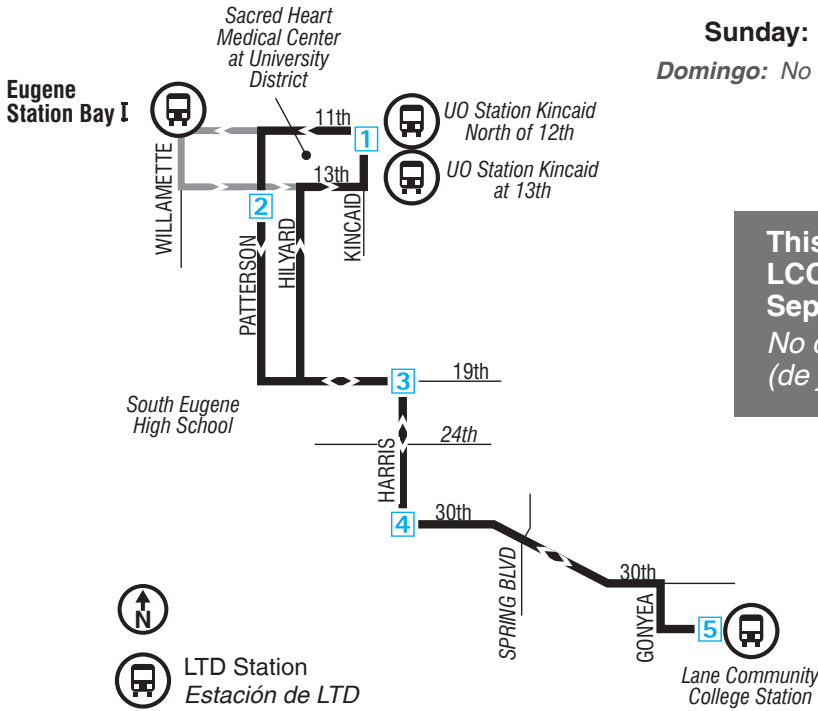 Sacred Heart
Medical Center
at University
District
Sunday:
Domingo: No
Eugene
Station Bay I
11th
1
UO Station Kincaid
North of 12th
UO Station Kincaid
at 13th
13th
2
WILLAMETTE
PATTERSON
HILYARD
KINCAID
This
LCC
Sep
No
(de
3
19th
South Eugene
High School
24th
HARRIS
4
30th
SPRING BLVD
30th
GONYEA
5
N
LTD Station
Estación de LTD
Lane Community
College Station